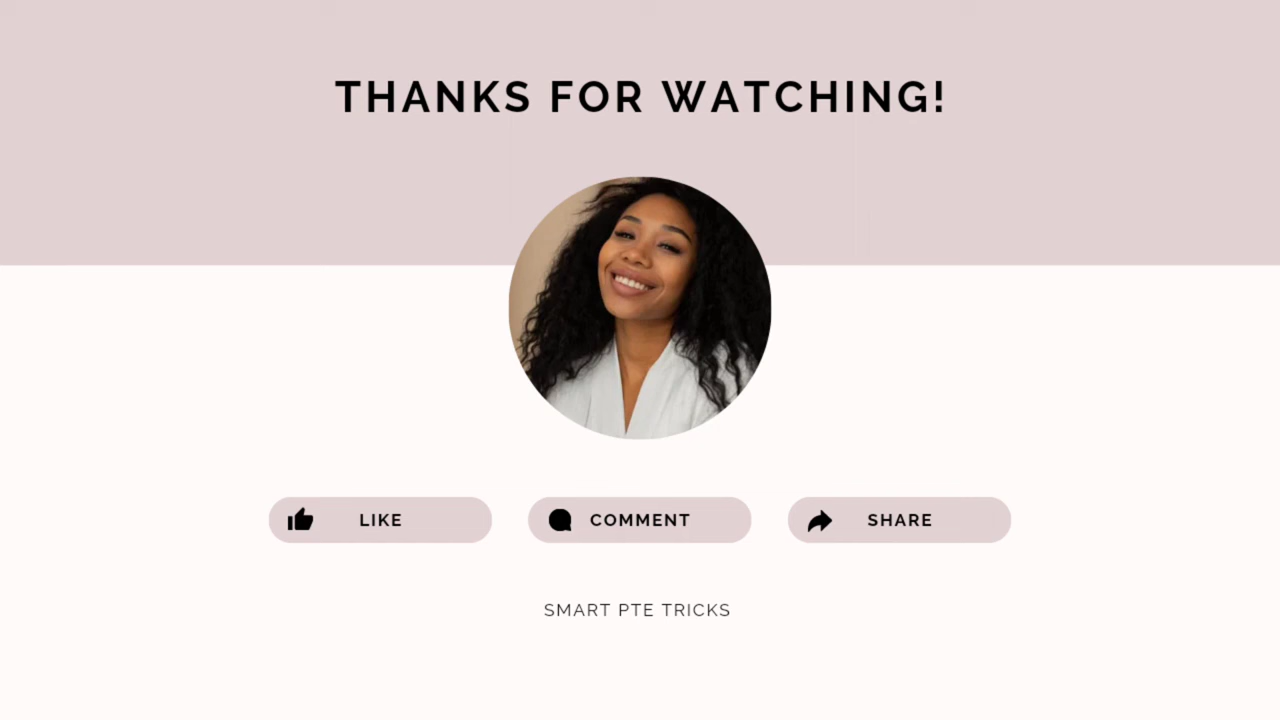 THANKS FOR WATCHING!
LIKE
COMMENT
SHARE
SMART PTE TRICKS